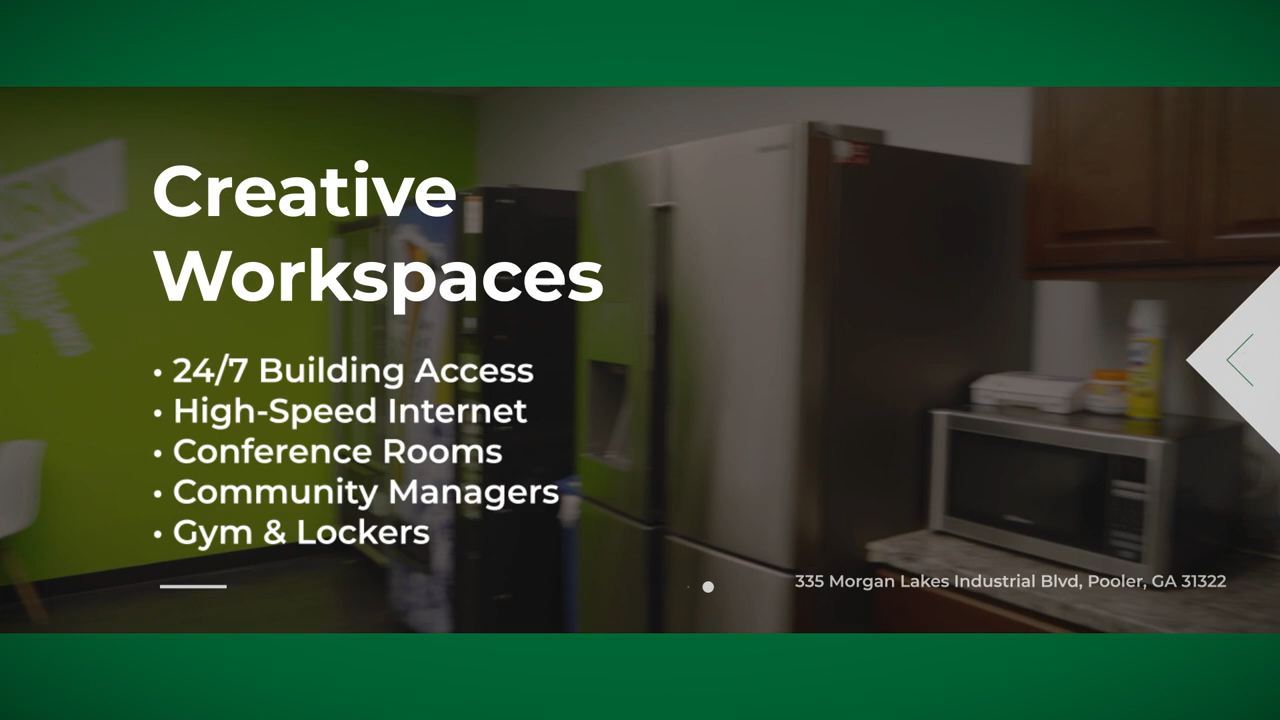 Creative
Workspaces
• 24/7 Building Access
• High-Speed Internet
• Conference Rooms
• Community Managers
• Gym & Lockers
335 Morgan Lakes Industrial Blvd, Pooler, GA 31322